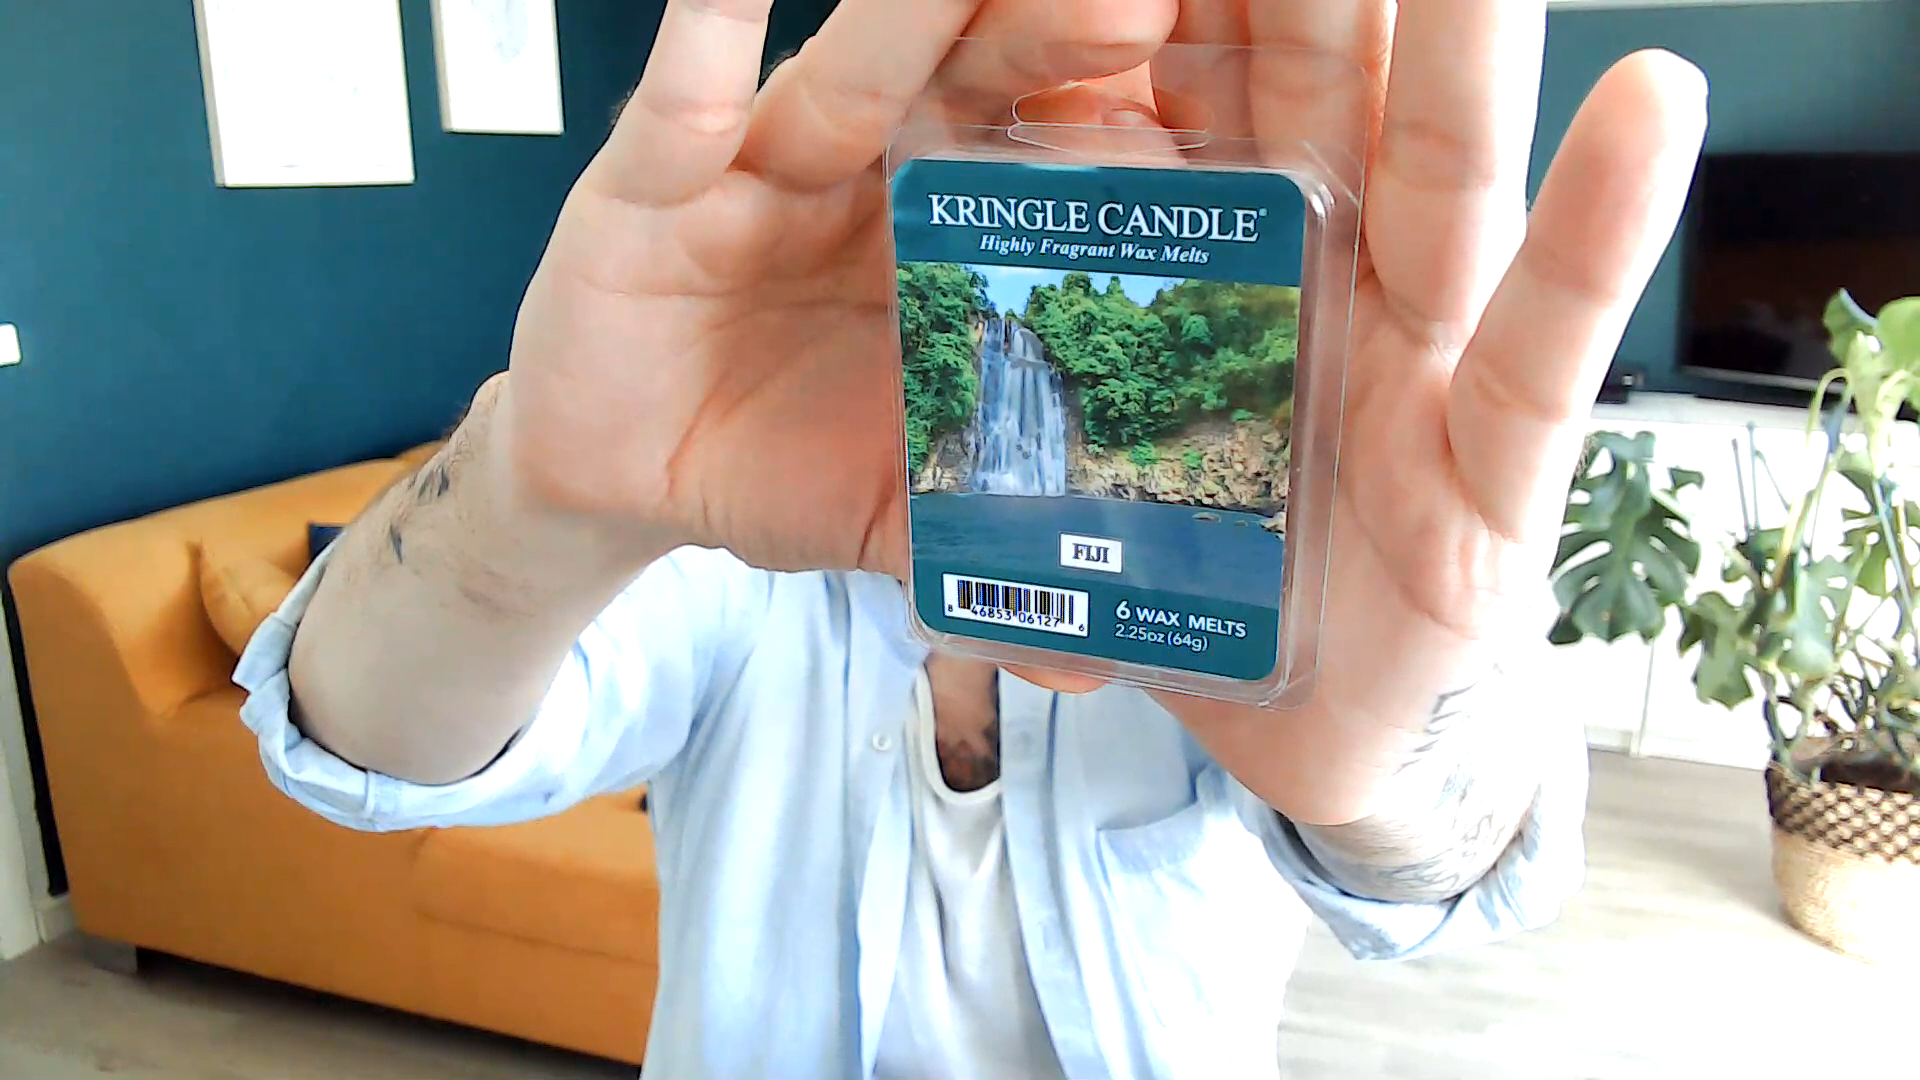 KRINGLE CANDLE®
Highly Fragrant Wax Melts
FIJI
8 46853 06127 6
6 WAX MELTS
2.25oz (64g)